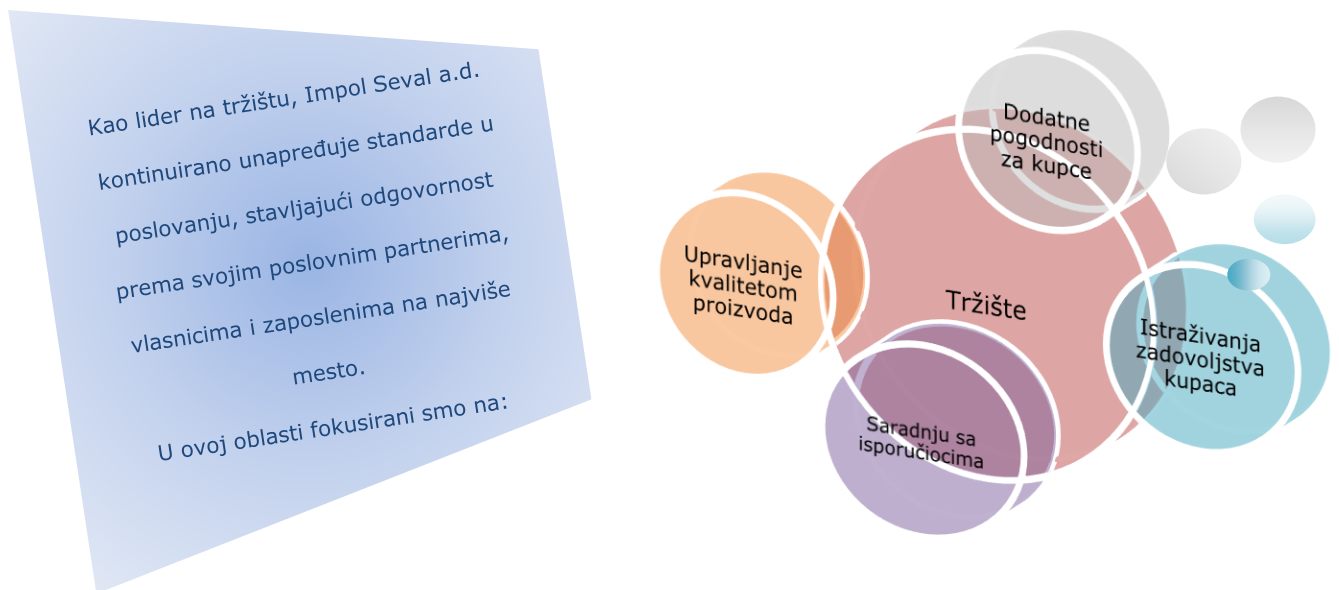 Kao lider na tržištu, Impol Seval a.d.
kontinuirano unapređuje standarde u
poslovanju, stavljajući odgovornost
prema svojim poslovnim partnerima,
vlasnicima i zaposlenima na najviše
mesto.
U ovoj oblasti fokusirani smo na:
Dodatne
pogodnosti
za kupce
Upravljanje
kvalitetom
proizvoda
Tržište
Istraživanja
zadovoljstva
kupaca
Saradnju sa
isporučiocima